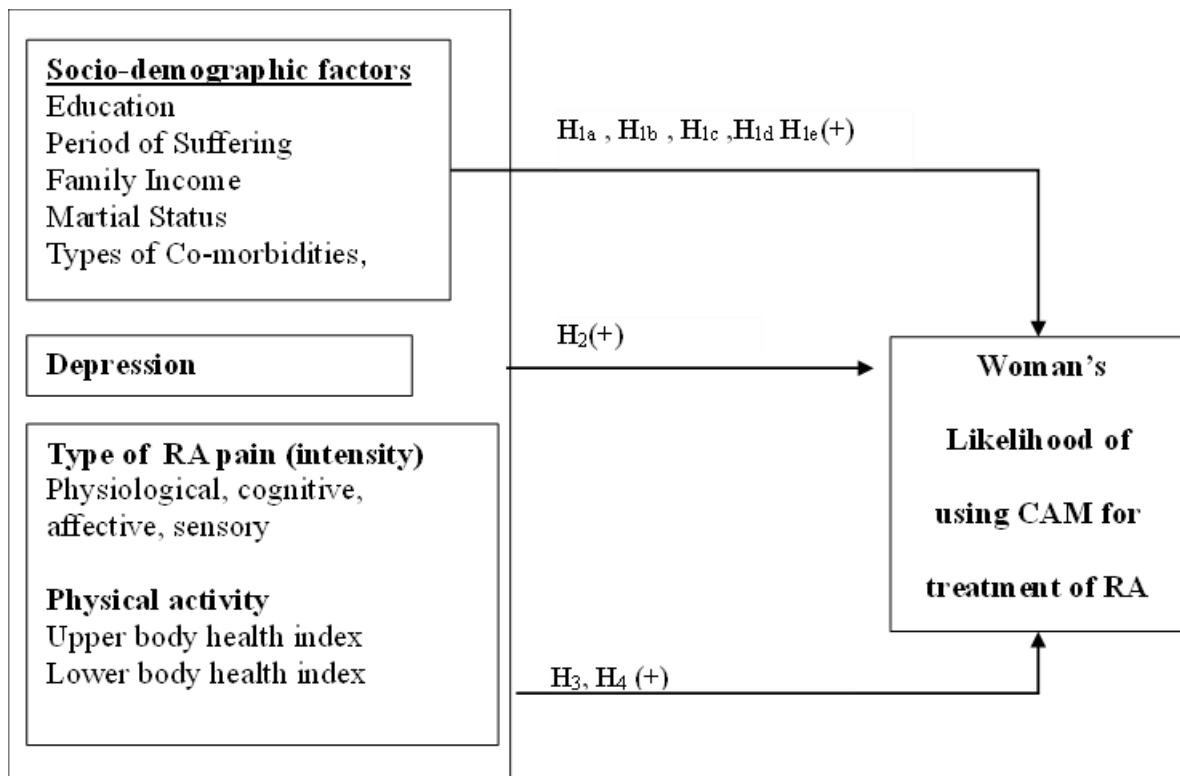 Socio-demographic factors
Education
Period of Suffering
Family Income
Martial Status
Types of Co-morbidities,
H1a , H1b , H1c ,H1d H1e(+)
Depression
H2(+)
Type of RA pain (intensity)
Physiological, cognitive,
affective, sensory
Physical activity
Upper body health index
Lower body health index
H3, H4 (+)
Woman's
Likelihood of
using CAM for
treatment of RA